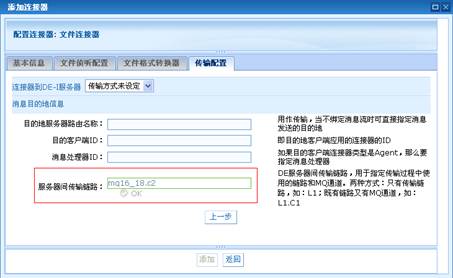 添加连接器
配置连接器: 文件连接器
基本信息 文件侦听配置 文件格式转换器 传输配置
连接器到DE-I服务器 传输方式未设定
消息目的地信息
目的地服务器路由名称：
用作传输，当不绑定消息流时可直接指定消息
发送的目的地
目的客户端ID：
即目的地客户端应用的连接器的ID
消息处理器ID：
如果目的客户端连接器类型是Agent，那么要
指定消息处理器
服务器间传输链路：
mq16_18.c2
OK
DE服务器间传输链路，用于指定传输过程中使
用的链路和MQ通道。两种方式：只有传输链
路，如：L1；既有链路又有MQ通道，如：
L1.C1
上一步
添加 返回